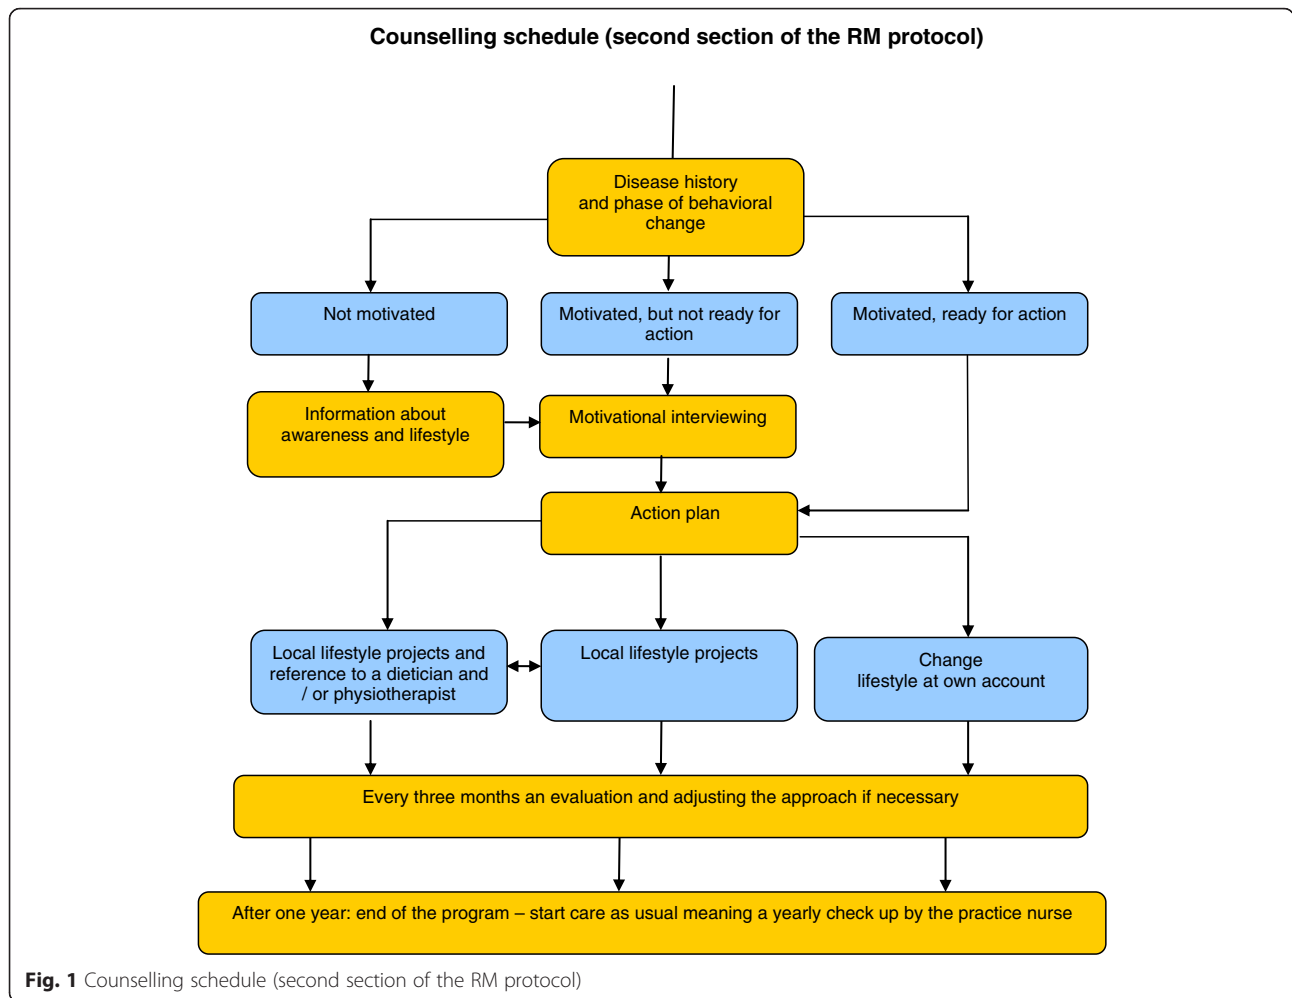 Counselling schedule (second section of the RM protocol)
Disease history
and phase of behavioral
change
Not motivated
Motivated, but not ready for
action
Motivated, ready for action
Information about
awareness and lifestyle
Motivational interviewing
Action plan
Local lifestyle projects and
reference to a dietician and
/ or physiotherapist
Local lifestyle projects
Change
lifestyle at own account
Every three months an evaluation and adjusting the approach if necessary
After one year: end of the program – start care as usual meaning a yearly check up by the practice nurse
Fig. 1 Counselling schedule (second section of the RM protocol)